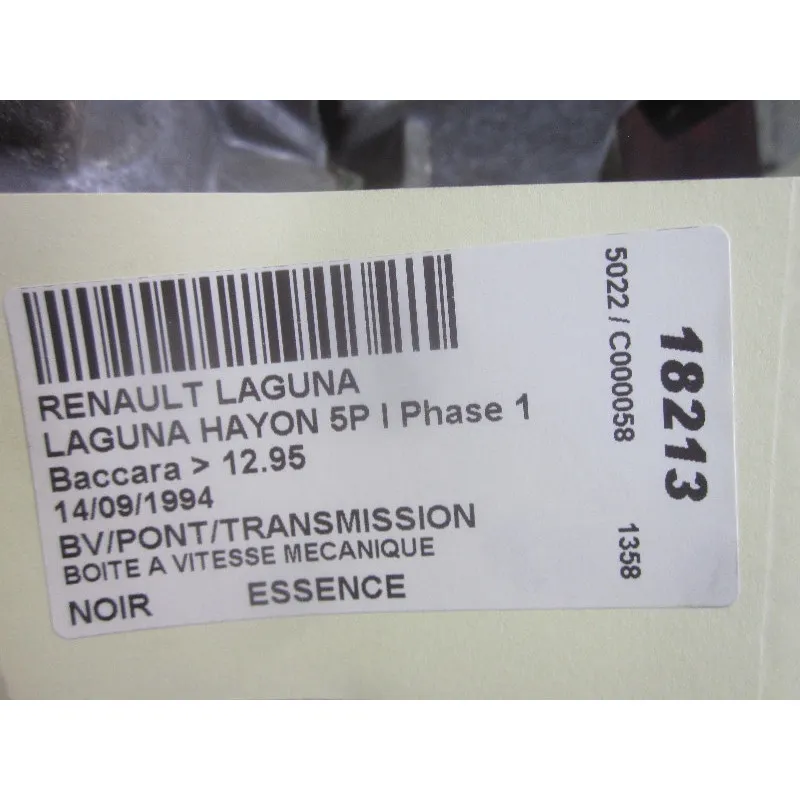 RENAULT LAGUNA
LAGUNA HAYON 5P I Phase 1
Baccara > 12.95
14/09/1994
BV/PONT/TRANSMISSION
BOITE A VITESSE MECANIQUE
NOIR ESSENCE
5022 / C000058 1358
18213